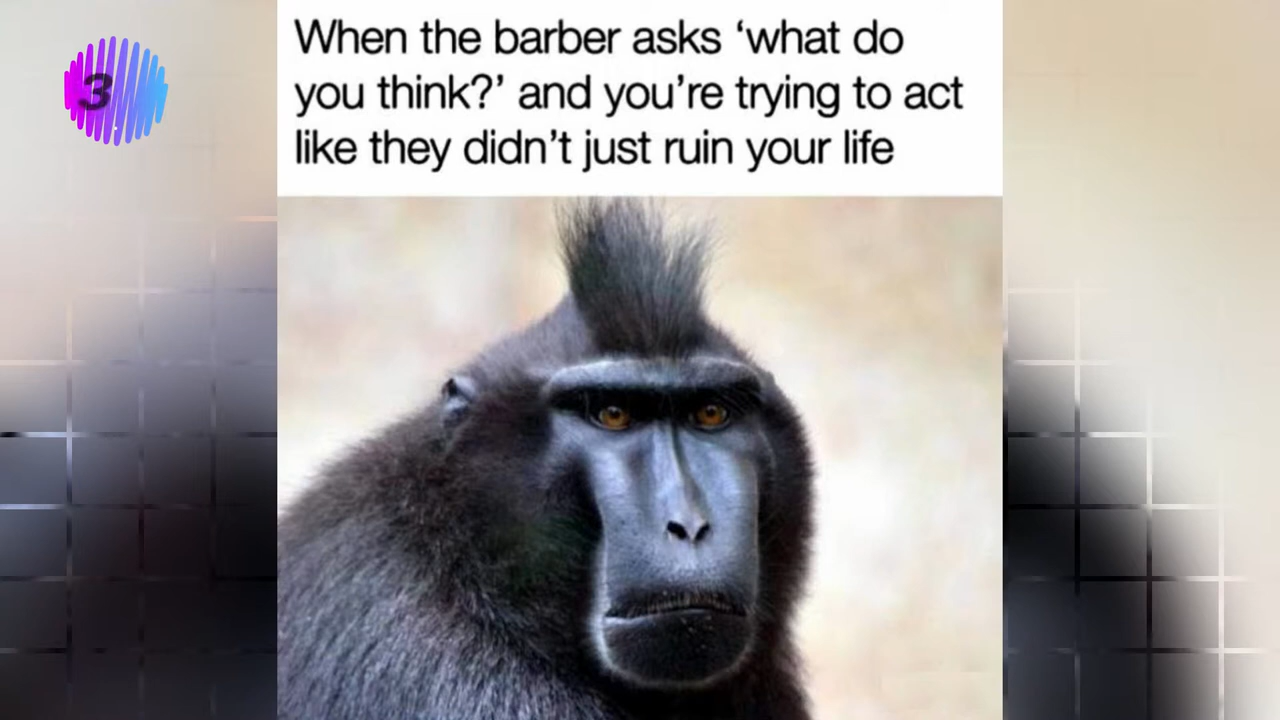 3
When the barber asks ‘what do
you think?’ and you’re trying to act
like they didn’t just ruin your life